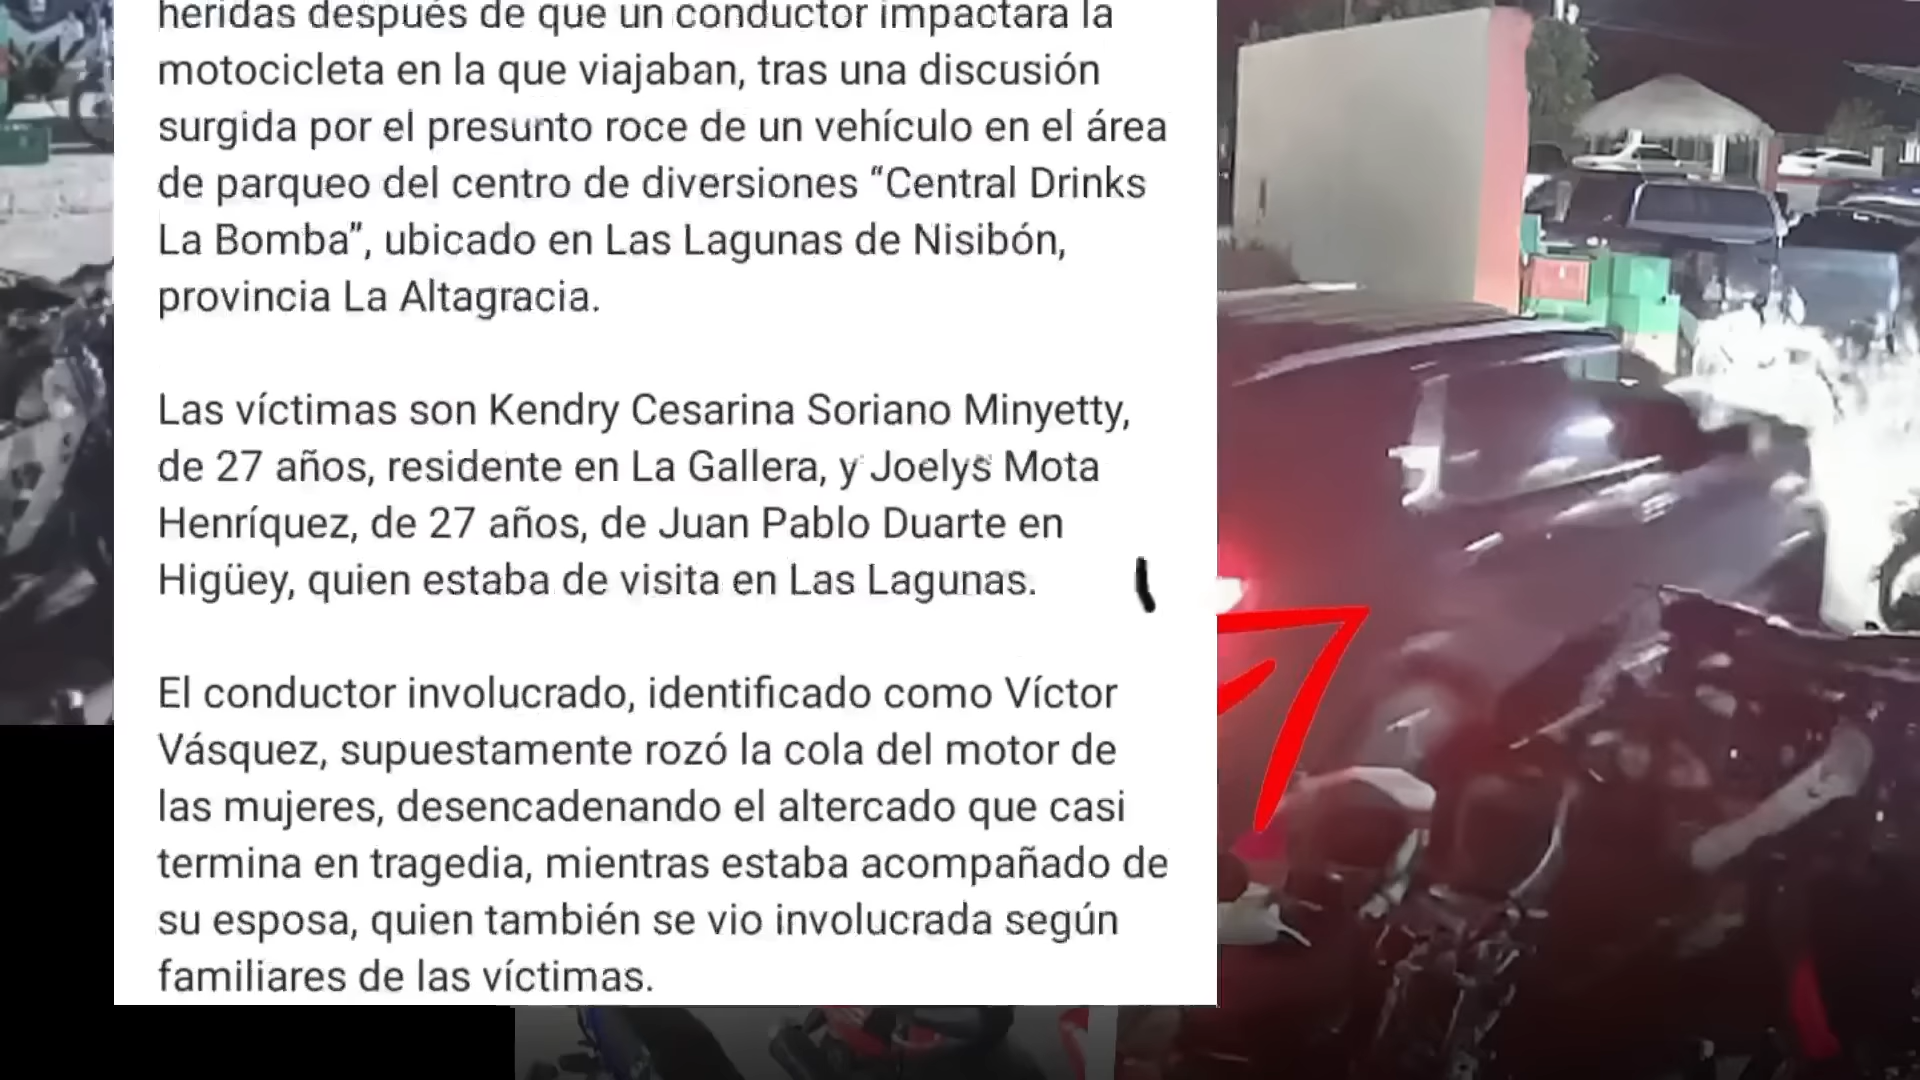 heridas después de que un conductor impactara la
motocicleta en la que viajaban, tras una discusión
surgida por el presunto roce de un vehículo en el área
de parqueo del centro de diversiones “Central Drinks
La Bomba”, ubicado en Las Lagunas de Nisibón,
provincia La Altagracia.
Las víctimas son Kendry Cesarina Soriano Minyetty,
de 27 años, residente en La Gallera, y Joelys Mota
Henríquez, de 27 años, de Juan Pablo Duarte en
Higüey, quien estaba de visita en Las Lagunas.
El conductor involucrado, identificado como Víctor
Vásquez, supuestamente rozó la cola del motor de
las mujeres, desencadenando el altercado que casi
termina en tragedia, mientras estaba acompañado de
su esposa, quien también se vio involucrada según
familiares de las víctimas.